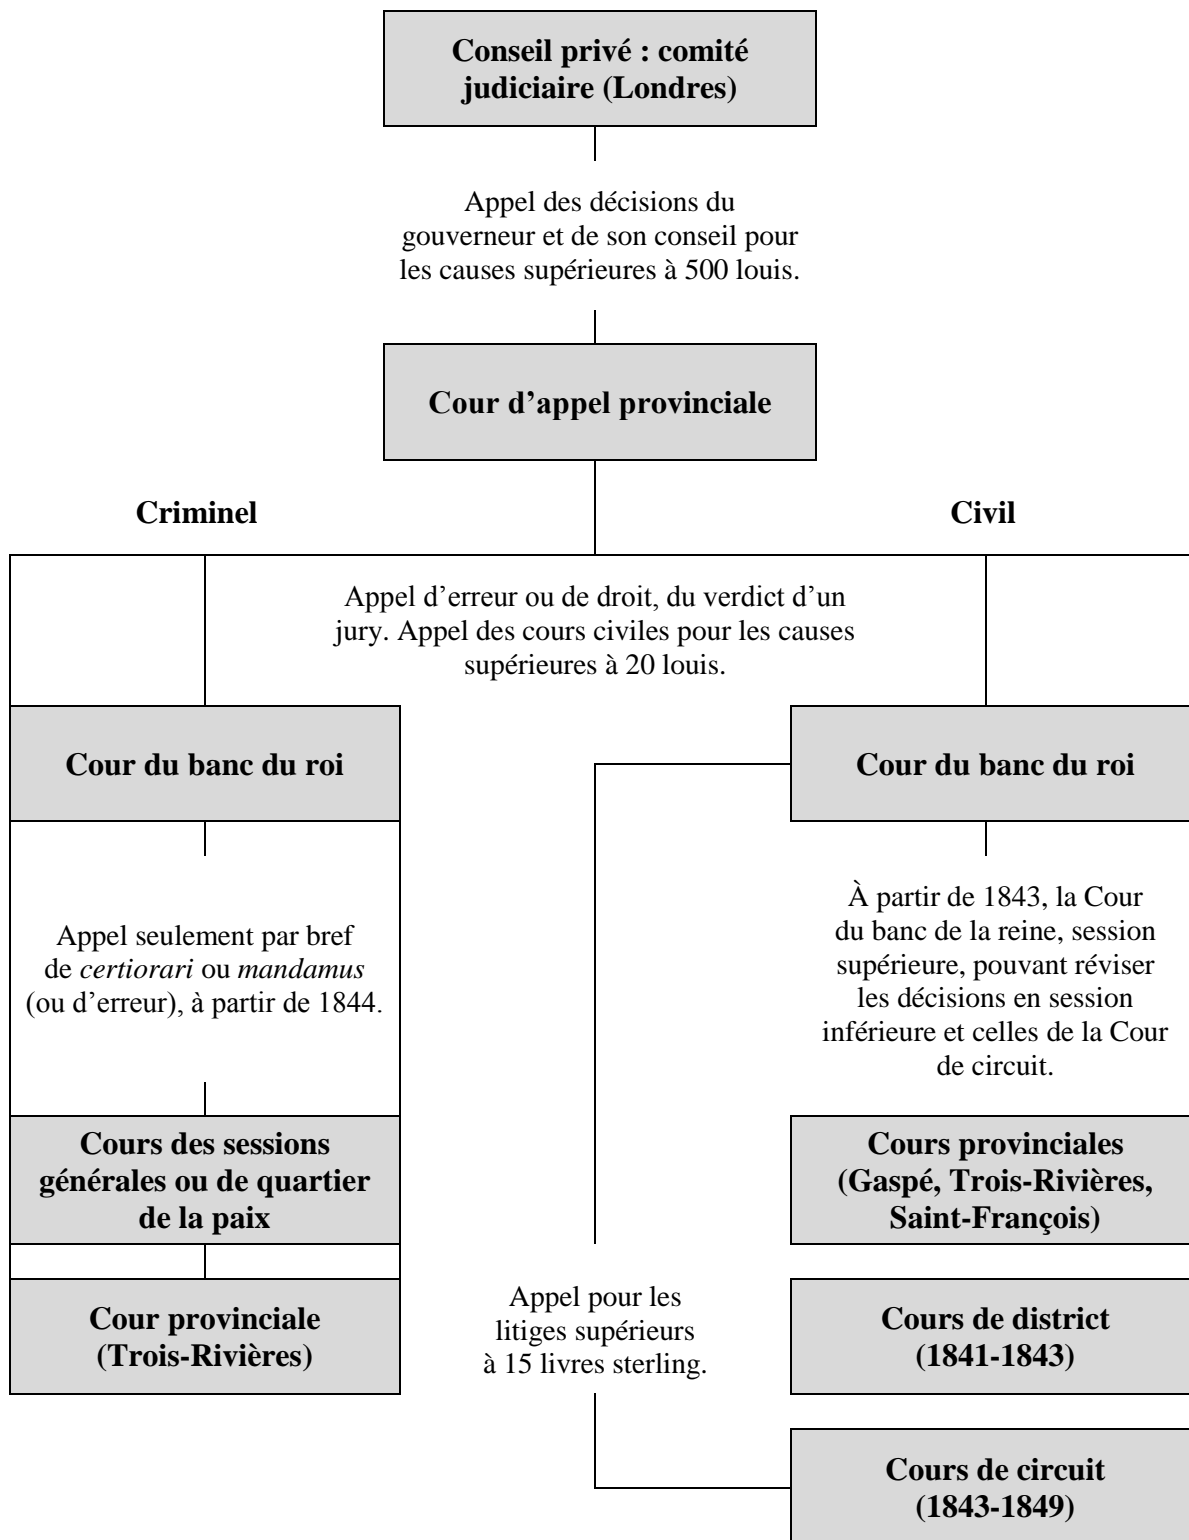 Conseil privé : comité
judiciaire (Londres)
Appel des décisions du
gouverneur et de son conseil pour
les causes supérieures à 500 louis.
Cour d’appel provinciale
Criminel
Civil
Appel d’erreur ou de droit, du verdict d’un
jury. Appel des cours civiles pour les causes
supérieures à 20 louis.
Cour du banc du roi
Cour du banc du roi
Appel seulement par bref
de certiorari ou mandamus
(ou d’erreur), à partir de 1844.
À partir de 1843, la Cour
du banc de la reine, session
supérieure, pouvant réviser
les décisions en session
inférieure et celles de la Cour
de circuit.
Cours des sessions
générales ou de quartier
de la paix
Cours provinciales
(Gaspé, Trois-Rivières,
Saint-François)
Cour provinciale
(Trois-Rivières)
Appel pour les
litiges supérieurs
à 15 livres sterling.
Cours de district
(1841-1843)
Cours de circuit
(1843-1849)